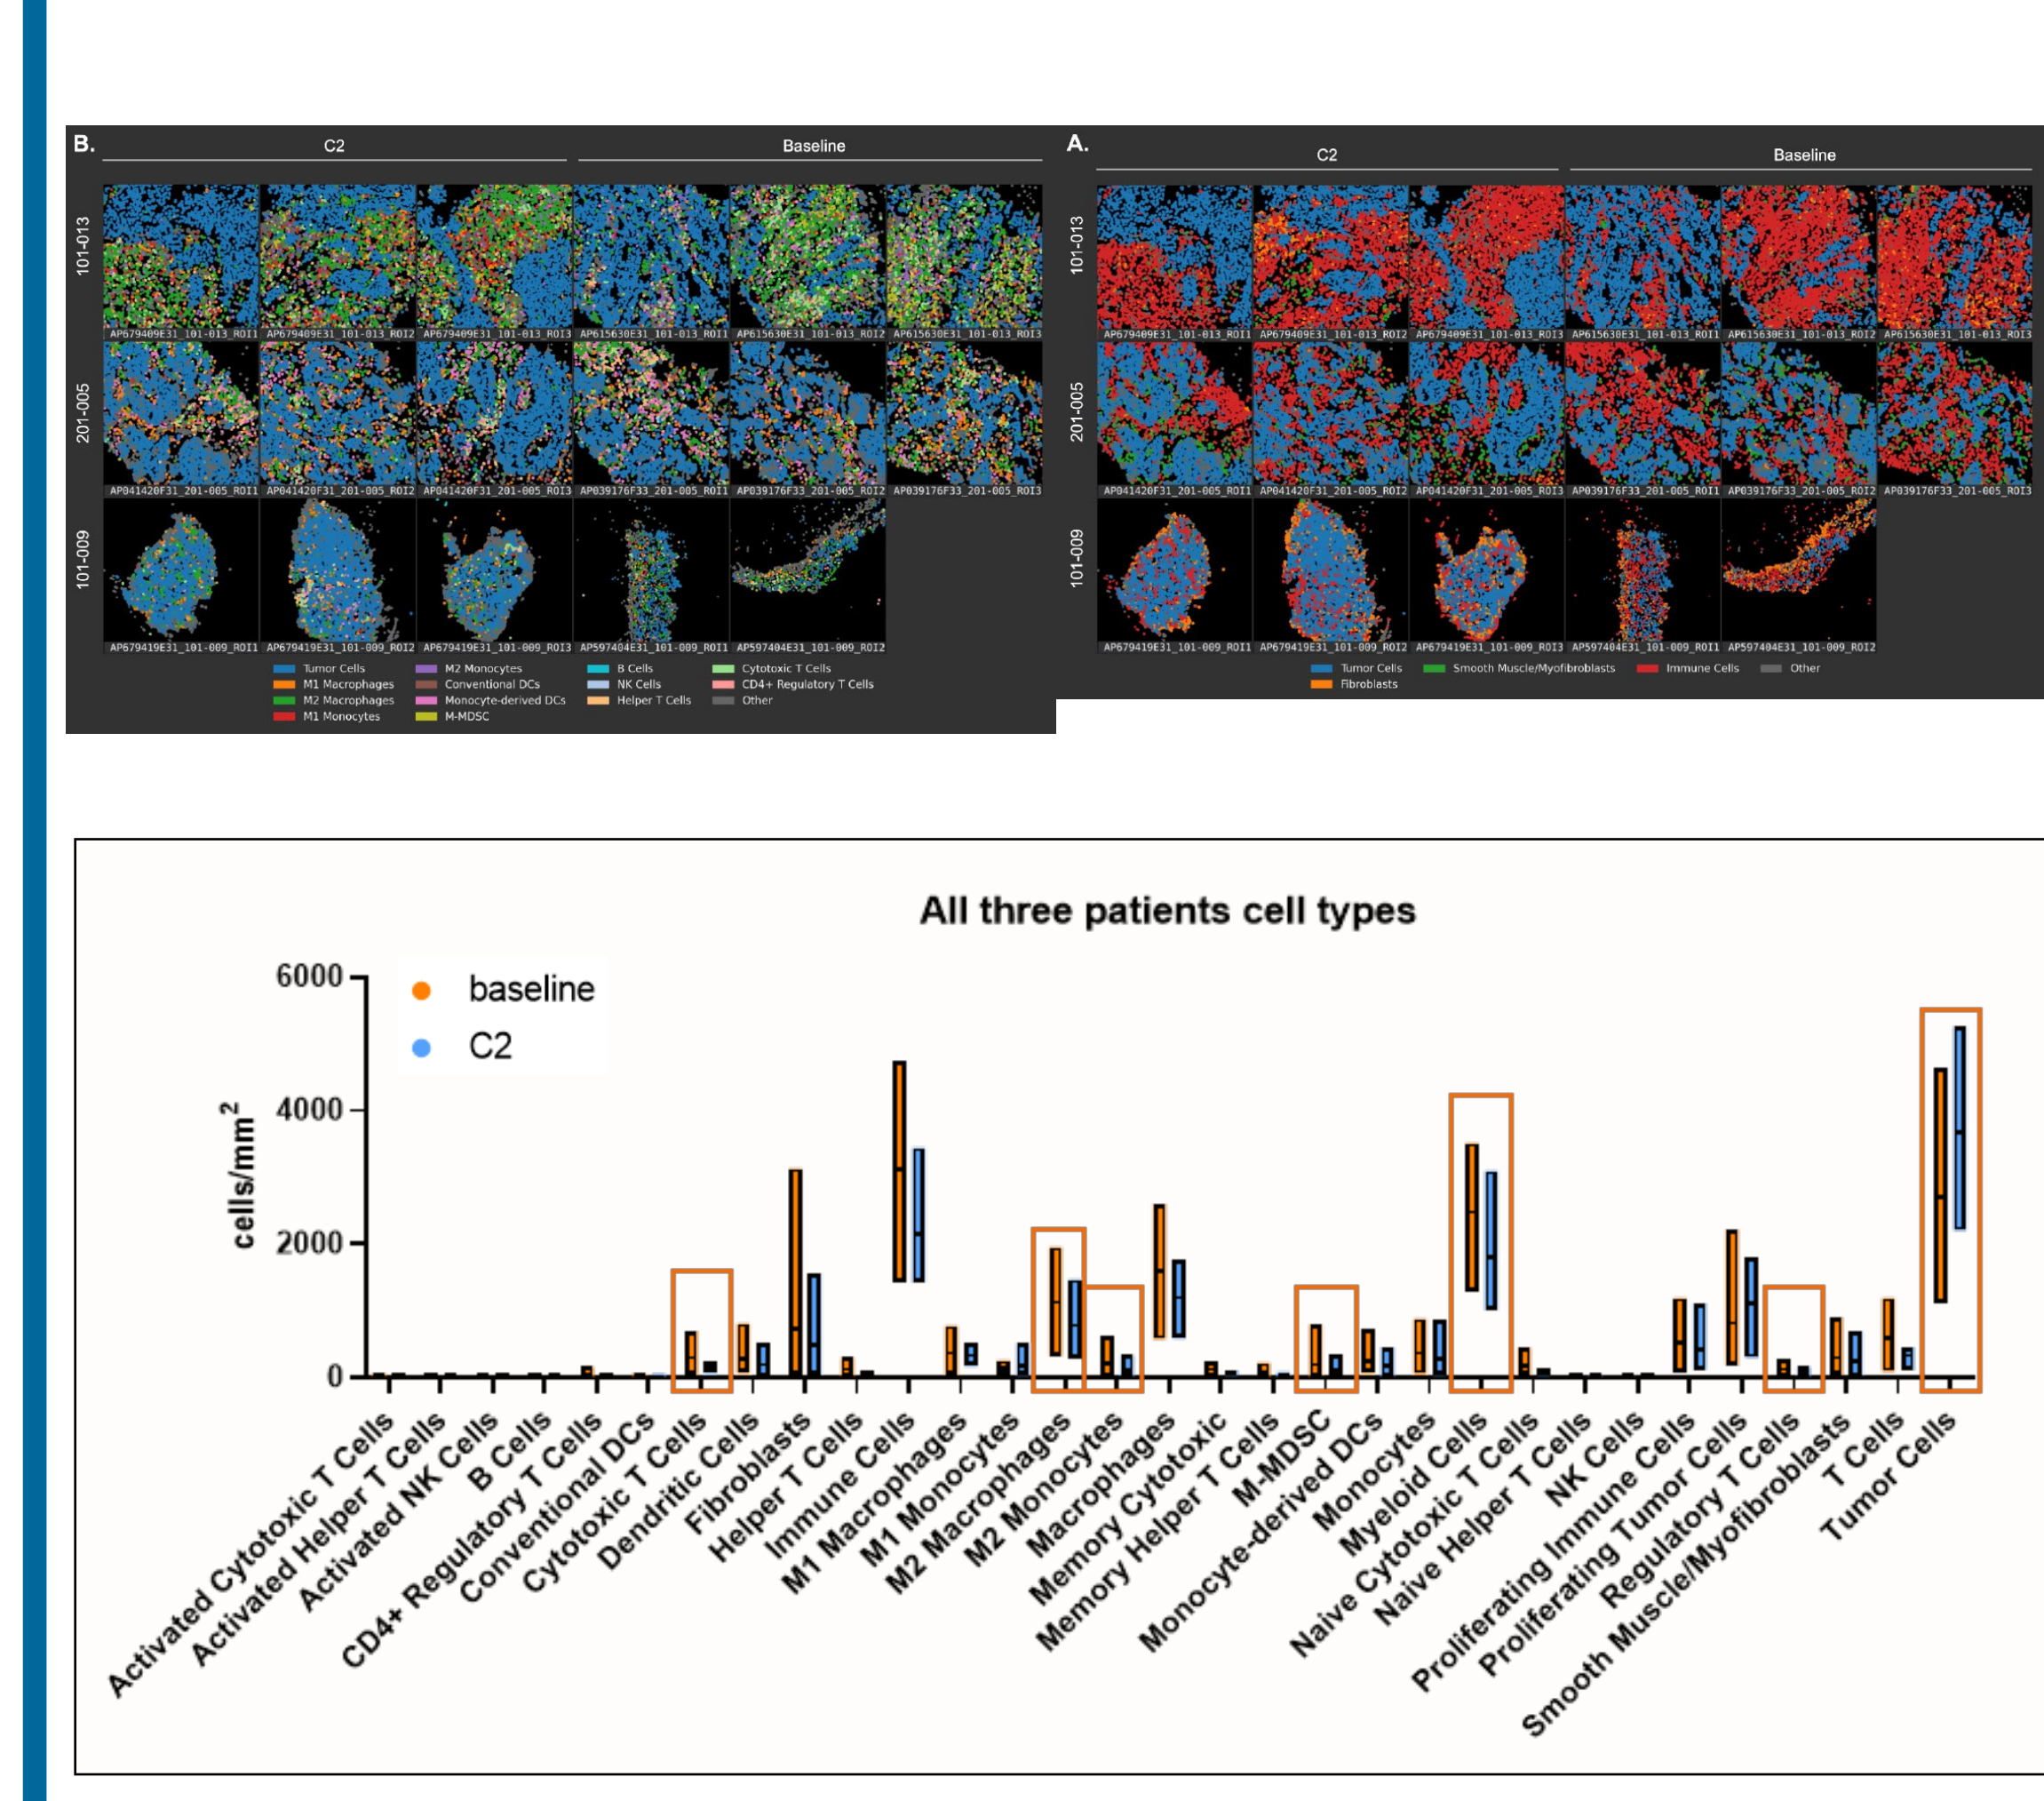 B.
C2
Baseline
101-013
AP679409E31_101-013_ROI1
AP679409E31_101-013_ROI2
AP679409E31_101-013_ROI3
AP615630E31_101-013_ROI1
AP615630E31_101-013_ROI2
AP615630E31_101-013_ROI3
201-005
AP041420F31_201-005_ROI1
AP041420F31_201-005_ROI2
AP041420F31_201-005_ROI3
AP039176F33_201-005_ROI1
AP039176F33_201-005_ROI2
AP039176F33_201-005_ROI3
101-009
AP679419E31_101-009_ROI1
AP679419E31_101-009_ROI2
AP679419E31_101-009_ROI3
AP597404E31_101-009_ROI1
AP597404E31_101-009_ROI2
Tumor Cells
M1 Macrophages
M2 Macrophages
M1 Monocytes
M2 Monocytes
Conventional DCs
Monocyte-derived DCs
M-MDSC
B Cells
NK Cells
Helper T Cells
Cytotoxic T Cells
CD4+ Regulatory T Cells
Other
A.
C2
Baseline
101-013
AP679409E31_101-013_ROI1
AP679409E31_101-013_ROI2
AP679409E31_101-013_ROI3
AP615630E31_101-013_ROI1
AP615630E31_101-013_ROI2
AP615630E31_101-013_ROI3
201-005
AP041420F31_201-005_ROI1
AP041420F31_201-005_ROI2
AP041420F31_201-005_ROI3
AP039176F33_201-005_ROI1
AP039176F33_201-005_ROI2
AP039176F33_201-005_ROI3
101-009
AP679419E31_101-009_ROI1
AP679419E31_101-009_ROI2
AP679419E31_101-009_ROI3
AP597404E31_101-009_ROI1
AP597404E31_101-009_ROI2
Tumor Cells
Fibroblasts
Smooth Muscle/Myofibroblasts
Immune Cells
Other
All three patients cell types
baseline
C2
cells/mm²
6000
4000
2000
0
Activated Cytotoxic T Cells
Activated Helper T Cells
Activated NK Cells
B Cells
CD4+ Regulatory T Cells
Conventional DCs
Cytotoxic T Cells
Dendritic Cells
Fibroblasts
Helper T Cells
Immune Cells
M1 Macrophages
M1 Monocytes
M2 Macrophages
M2 Monocytes
Macrophages
Memory Cytotoxic
Memory Helper T Cells
M-MDSC
Monocyte-derived DCs
Monocytes
Myeloid Cells
Naive Cytotoxic T Cells
Naive Helper T Cells
NK Cells
Proliferating Immune Cells
Proliferating Tumor Cells
Regulatory T Cells
Smooth Muscle/Myofibroblasts
T Cells
Tumor Cells